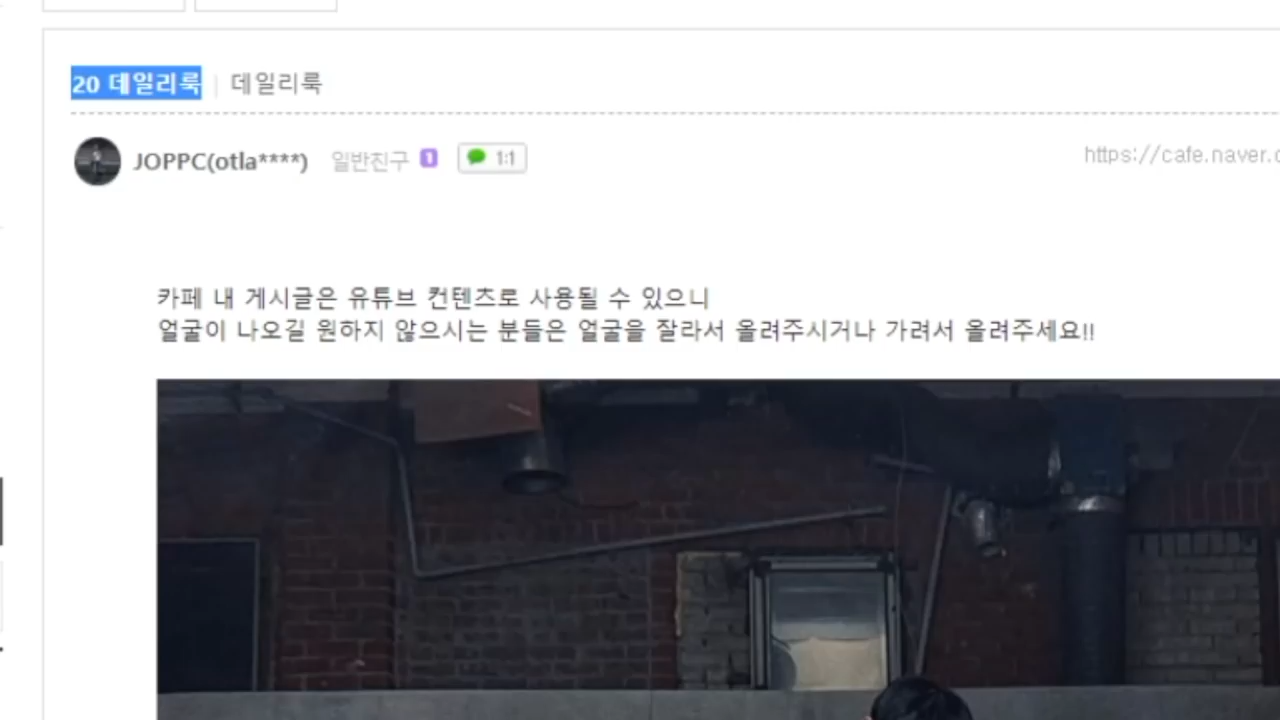 20 데일리룩 | 데일리룩
JOPPC(otla****) 일반친구 1 1:1
https://cafe.naver.c
카페 내 게시글은 유튜브 컨텐츠로 사용될 수 있으니
얼굴이 나오길 원하지 않으시는 분들은 얼굴을 잘라서 올려주시거나 가려서 올려주세요!!